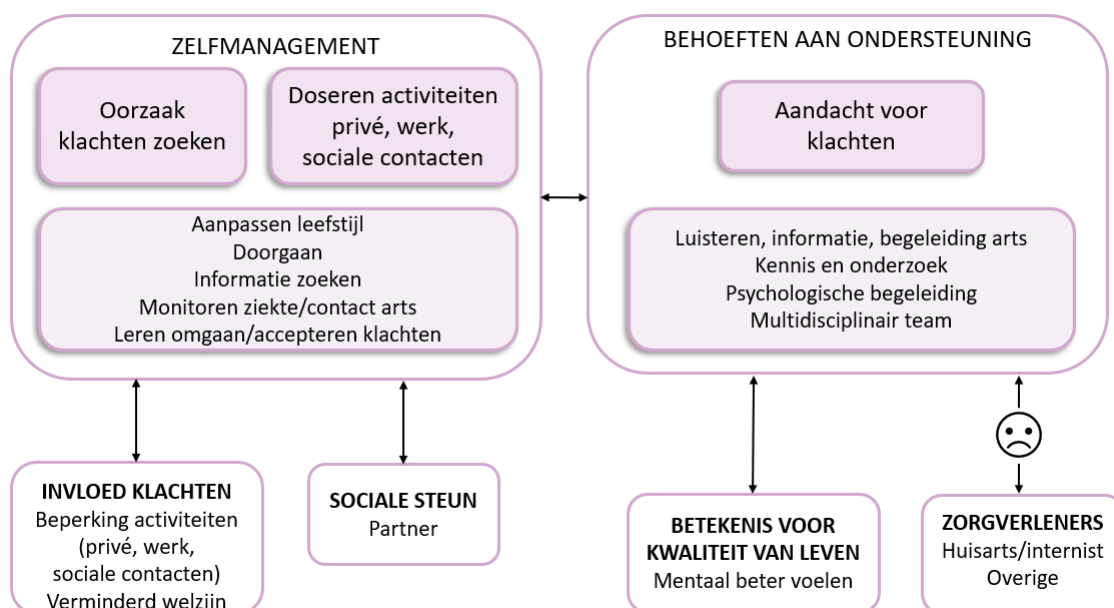 ZELFMANAGEMENT
Oorzaak
klachten zoeken
Doseren activiteiten
privé, werk,
sociale contacten
Aanpassen leefstijl
Doorgaan
Informatie zoeken
Monitoren ziekte/contact arts
Leren omgaan/accepteren klachten
BEHOEFTEN AAN ONDERSTEUNING
Aandacht voor
klachten
Luisteren, informatie, begeleiding arts
Kennis en onderzoek
Psychologische begeleiding
Multidisciplinair team
INVLOED KLACHTEN
Beperking activiteiten
(privé, werk,
sociale contacten)
Verminderd welzijn
SOCIALE STEUN
Partner
BETEKENIS VOOR
KWALITEIT VAN LEVEN
Mentaal beter voelen
ZORGVERLENERS
Huisarts/internist
Overige